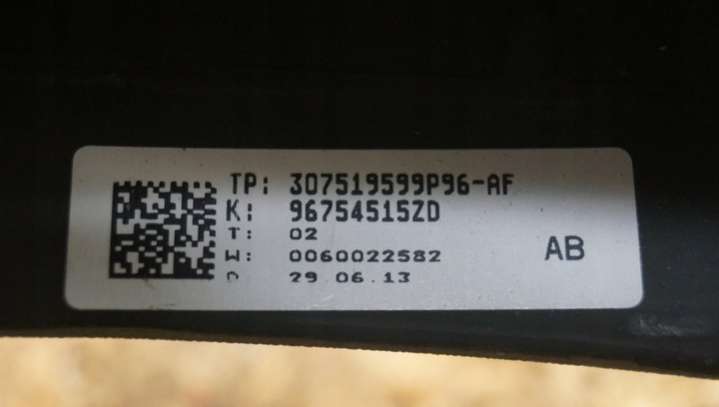 TP: 307519599P96-AF
K: 96754515ZD
T: 02
W: 0060022582
D 29.06.13
AB